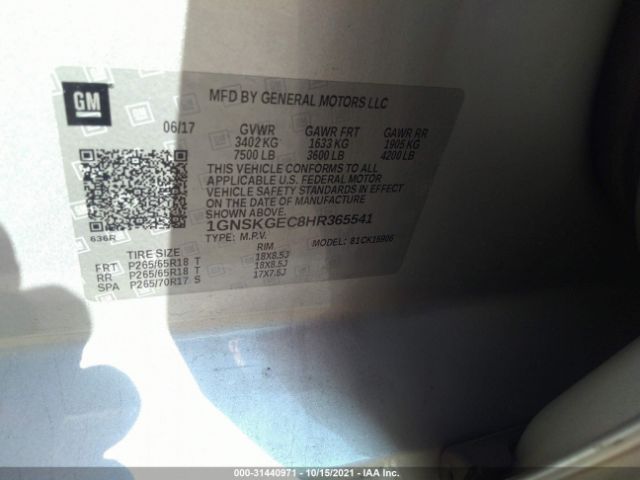 GM
MFD BY GENERAL MOTORS LLC
06/17 GVWR GAWR FRT GAWR RR
3402 KG 1633 KG 1905 KG
7500 LB 3600 LB 4200 LB
THIS VEHICLE CONFORMS TO ALL
APPLICABLE U.S. FEDERAL MOTOR
VEHICLE SAFETY STANDARDS IN EFFECT
ON THE DATE OF MANUFACTURE
SHOWN ABOVE.
1GNSKGEC8HR365541
636R
TYPE: M.P.V. MODEL: 81CK15906
TIRE SIZE RIM
FRT P265/65R18 T 18X8.5J
RR P265/65R18 T 18X8.5J
SPA P265/70R17 S 17X7.5J
000-31440971 - 10/15/2021 - IAA Inc.